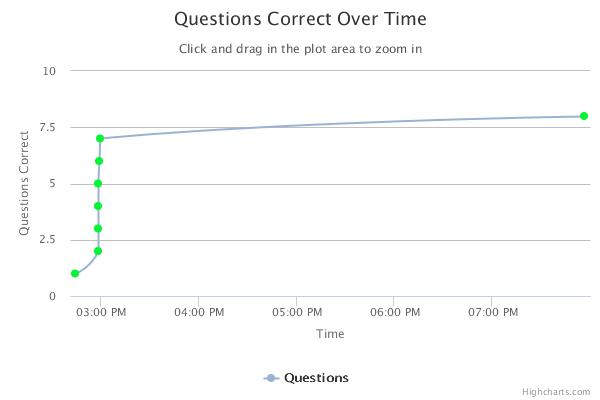 Questions Correct Over Time
Click and drag in the plot area to zoom in
Questions Correct
10
7.5
5
2.5
0
03:00 PM 04:00 PM 05:00 PM 06:00 PM 07:00 PM
Time
Questions
Highcharts.com